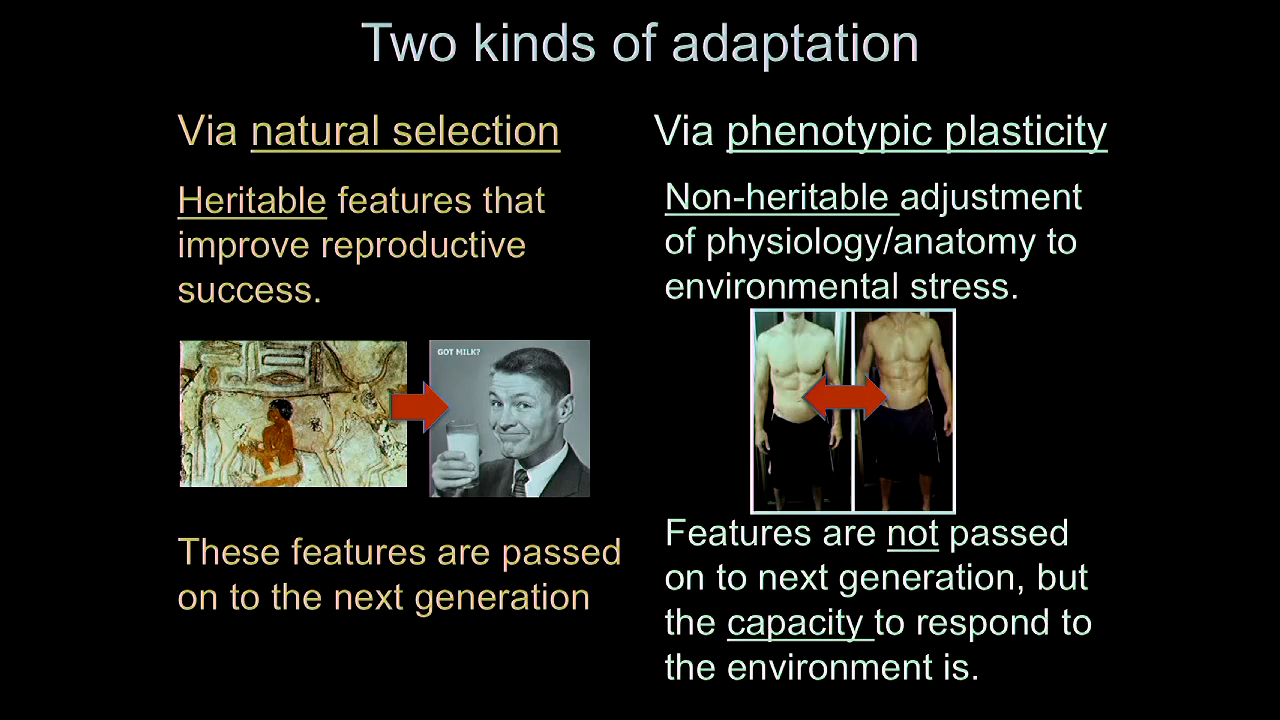 Two kinds of adaptation
Via natural selection
Heritable features that
improve reproductive
success.
GOT MILK?
These features are passed
on to the next generation
Via phenotypic plasticity
Non-heritable adjustment
of physiology/anatomy to
environmental stress.
Features are not passed
on to next generation, but
the capacity to respond to
the environment is.